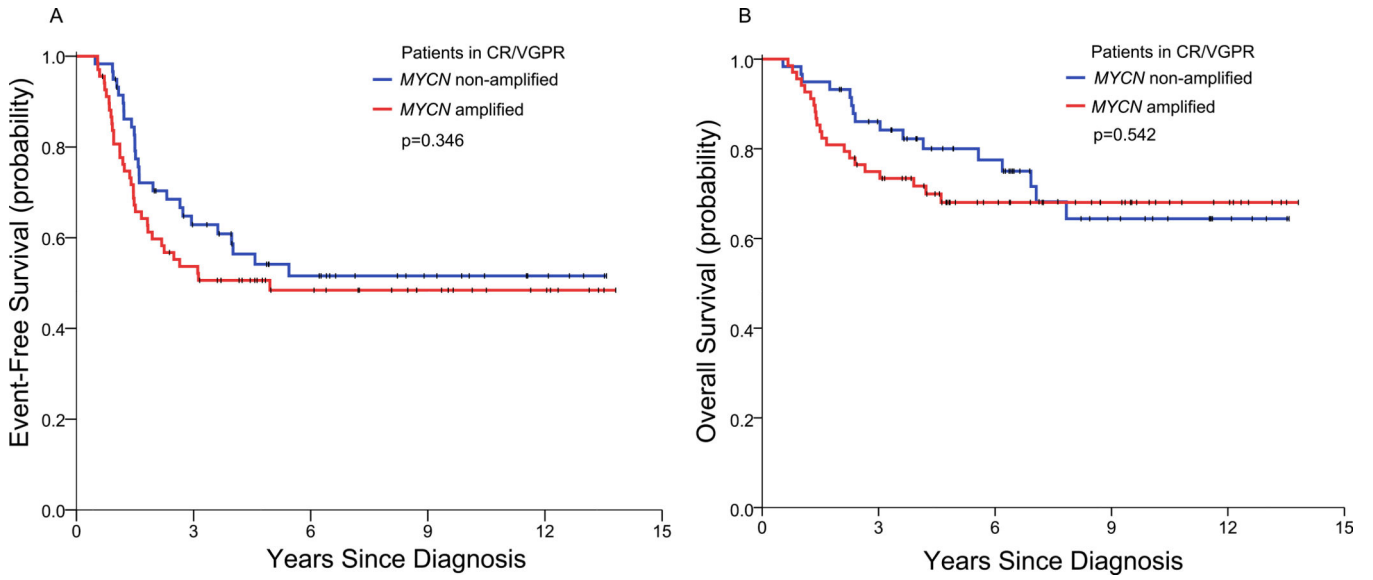 A
Patients in CR/VGPR
MYCN non-amplified
MYCN amplified
p=0.346
Event-Free Survival (probability)
1.0
0.8
0.6
0.4
0.2
0.0
0 3 6 9 12 15
Years Since Diagnosis
B
Patients in CR/VGPR
MYCN non-amplified
MYCN amplified
p=0.542
Overall Survival (probability)
1.0
0.8
0.6
0.4
0.2
0.0
0 3 6 9 12 15
Years Since Diagnosis